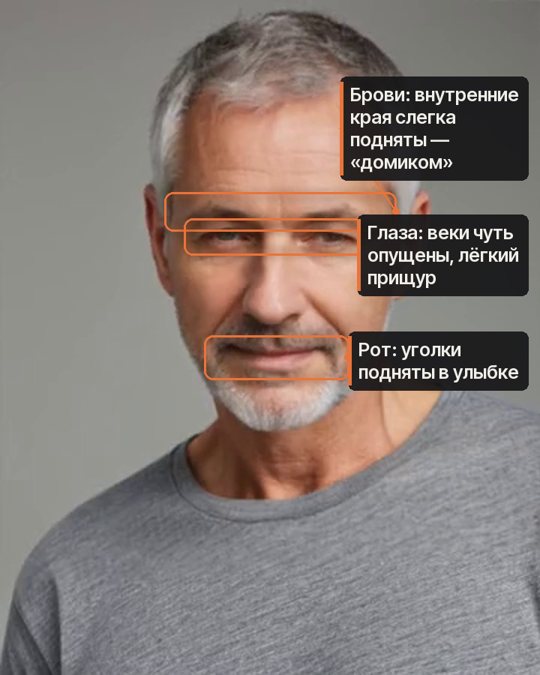 Брови: внутренние
края слегка
подняты —
«домиком»
Глаза: веки чуть
опущены, лёгкий
прищур
Рот: уголки
подняты в улыбке